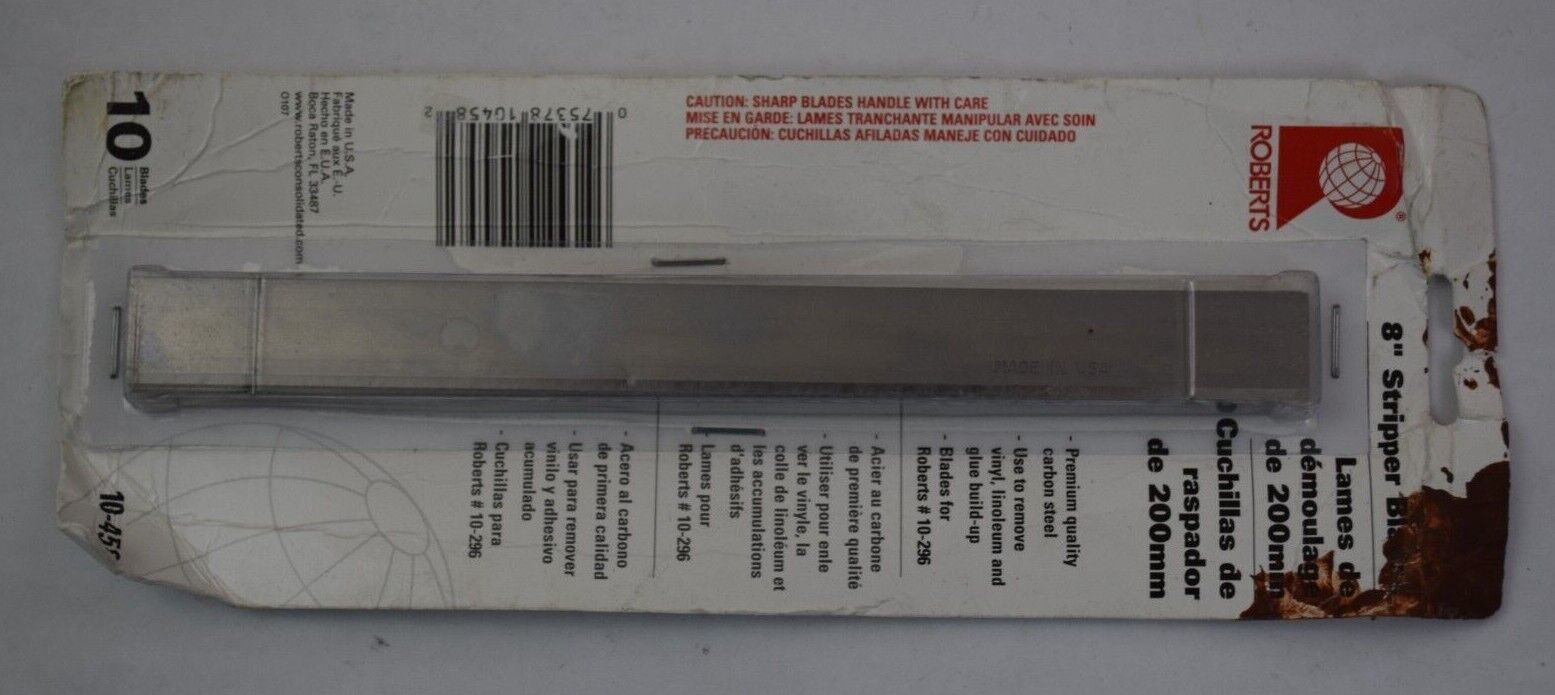 ROBERTS
®
8" Stripper
Lames de
démoulage
de 200mm
Cuchillas de
raspador
de 200mm
CAUTION: SHARP BLADES HANDLE WITH CARE
MISE EN GARDE: LAMES TRANCHANTE MANIPULAR AVEC SOIN
PRECAUCIÓN: CUCHILLAS AFILADAS MANEJE CON CUIDADO
- Premium quality
carbon steel
- Use to remove
vinyl, linoleum and
glue build-up
- Blades for
Roberts # 10-296
- Acier au carbone
de première qualité
- Utiliser pour enle
ver le vinyle, la
colle de linoléum et
les accumulations
d'adhésifs
- Lames pour
Roberts # 10-296
- Acero al carbono
de primera calidad
- Usar para remover
vinilo y adhesivo
acumulado
- Cuchillas para
Roberts # 10-296
MADE IN USA
0 75378 10458 2
Made in U.S.A.
Fabriqué aux É.-U.
Hecho en E.U.A.
Boca Raton, FL 33487
www.robertsconsolidated.com
0107
10
Blades
Lames
Cuchillas